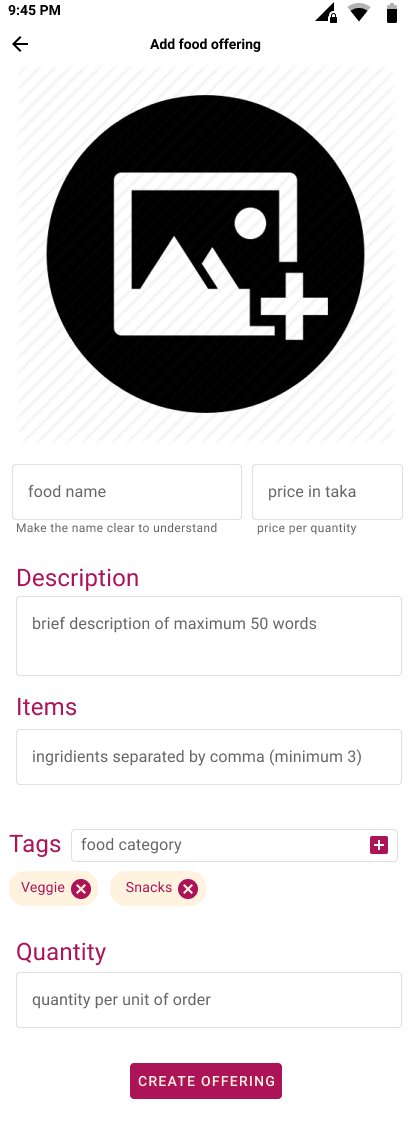 9:45 PM
Add food offering
food name
price in taka
Make the name clear to understand
price per quantity
Description
brief description of maximum 50 words
Items
ingridients separated by comma (minimum 3)
Tags
food category
Veggie
Snacks
Quantity
quantity per unit of order
CREATE OFFERING